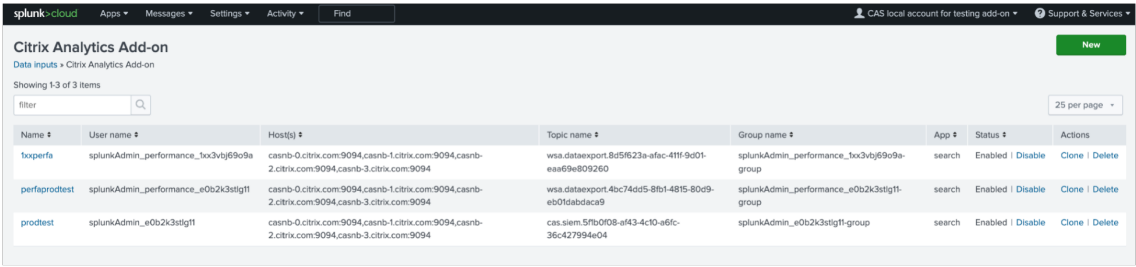 splunk>cloud Apps Messages Settings Activity Find CAS local account for testing add-on Support & Services
Citrix Analytics Add-on New
Data inputs » Citrix Analytics Add-on
Showing 1-3 of 3 items
filter 25 per page
Name User name Host(s) Topic name Group name App Status Actions
1xxperfa splunkAdmin_performance_1xx3vbj69o9a casnb-0.citrix.com:9094,casnb-1.citrix.com:9094,casnb- wsa.dataexport.8d5f623a-afac-411f-9d01- splunkAdmin_performance_1xx3vbj69o9a- search Enabled | Disable Clone | Delete
2.citrix.com:9094,casnb-3.citrix.com:9094 eaa69e809260 group
perfaprodtest splunkAdmin_performance_e0b2k3stlg11 casnb-0.citrix.com:9094,casnb-1.citrix.com:9094,casnb- wsa.dataexport.4bc74dd5-8fb1-4815-80d9- splunkAdmin_performance_e0b2k3stlg11- search Enabled | Disable Clone | Delete
2.citrix.com:9094,casnb-3.citrix.com:9094 eb01dabdaca9 group
prodtest splunkAdmin_e0b2k3stlg11 casnb-0.citrix.com:9094,casnb-1.citrix.com:9094,casnb- cas.siem.5f1b0f08-af43-4c10-a6fc- splunkAdmin_e0b2k3stlg11-group search Enabled | Disable Clone | Delete
2.citrix.com:9094,casnb-3.citrix.com:9094 36c427994e04